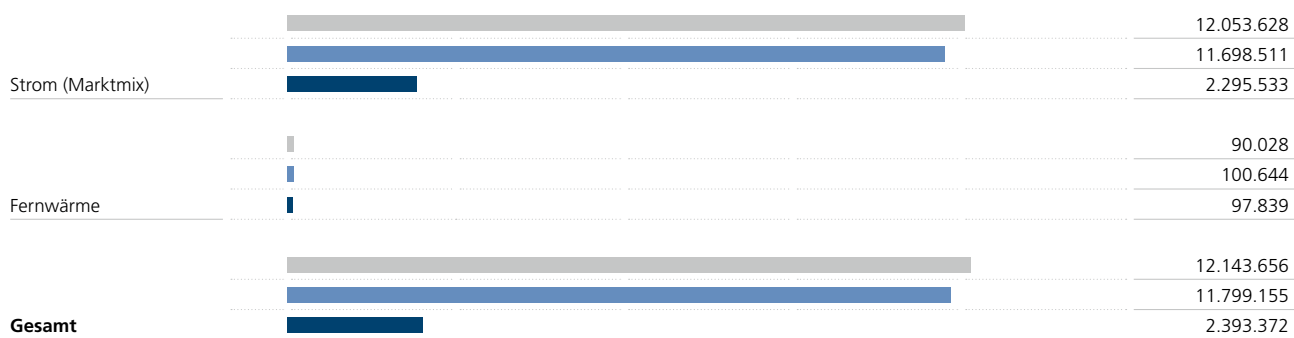 12.053.628
11.698.511
Strom (Marktmix) 2.295.533
90.028
100.644
Fernwärme 97.839
12.143.656
11.799.155
Gesamt 2.393.372